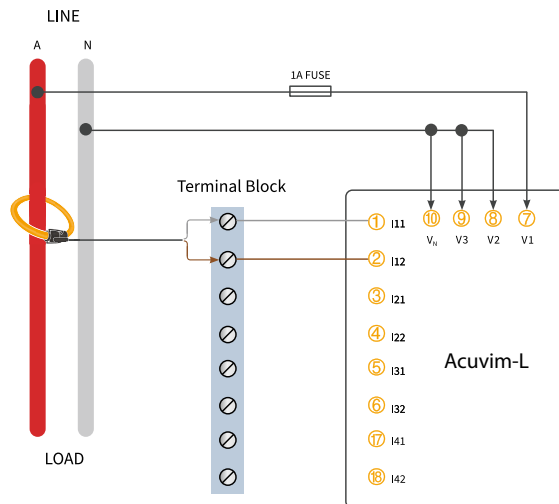 LINE
A
N
1A FUSE
Terminal Block
1 I11
10 9 8 7
V_N V3 V2 V1
2 I12
3 I21
4 I22
5 I31
6 I32
17 I41
18 I42
Acuvim-L
LOAD